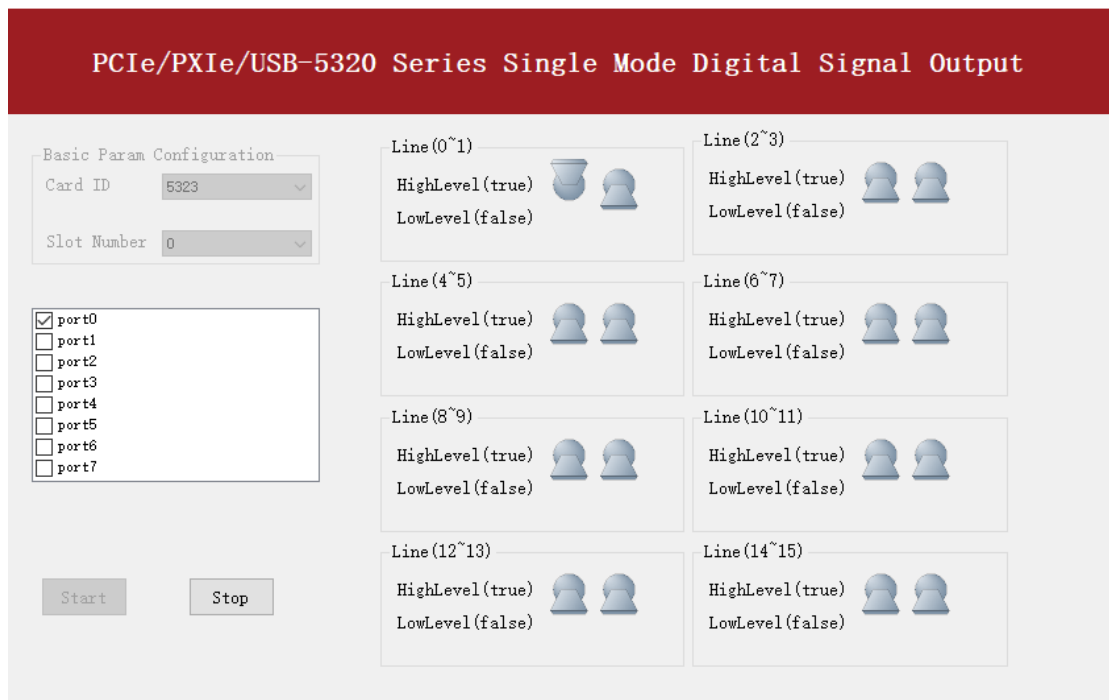 PCIe/PXIe/USB-5320 Series Single Mode Digital Signal Output
Basic Param Configuration
Card ID 5323
Slot Number 0
port0
port1
port2
port3
port4
port5
port6
port7
Start Stop
Line(0~1)
HighLevel(true)
LowLevel(false)
Line(2~3)
HighLevel(true)
LowLevel(false)
Line(4~5)
HighLevel(true)
LowLevel(false)
Line(6~7)
HighLevel(true)
LowLevel(false)
Line(8~9)
HighLevel(true)
LowLevel(false)
Line(10~11)
HighLevel(true)
LowLevel(false)
Line(12~13)
HighLevel(true)
LowLevel(false)
Line(14~15)
HighLevel(true)
LowLevel(false)